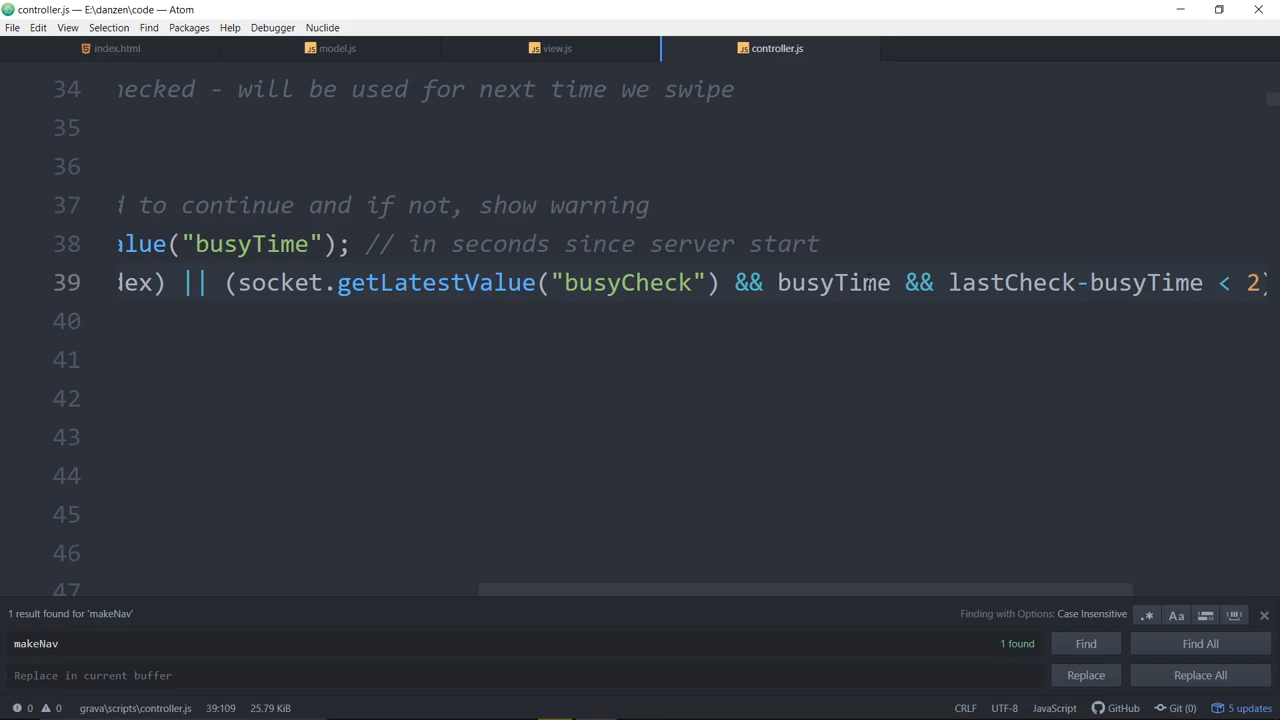 controller.js — E:\danzen\code — Atom
File Edit View Selection Find Packages Help Debugger Nuclide
index.html model.js view.js controller.js
34 hecked - will be used for next time we swipe
35
36
37 d to continue and if not, show warning
38 alue("busyTime"); // in seconds since server start
39 dex) || (socket.getLatestValue("busyCheck") && busyTime && lastCheck-busyTime < 2)
40
41
42
43
44
45
46
47
1 result found for 'makeNav'
Finding with Options: Case Insensitive .* Aa
makeNav 1 found Find Find All
Replace in current buffer Replace Replace All
0 0 grava\scripts\controller.js 39:109 25.79 KiB CRLF UTF-8 JavaScript GitHub Git (0) 5 updates